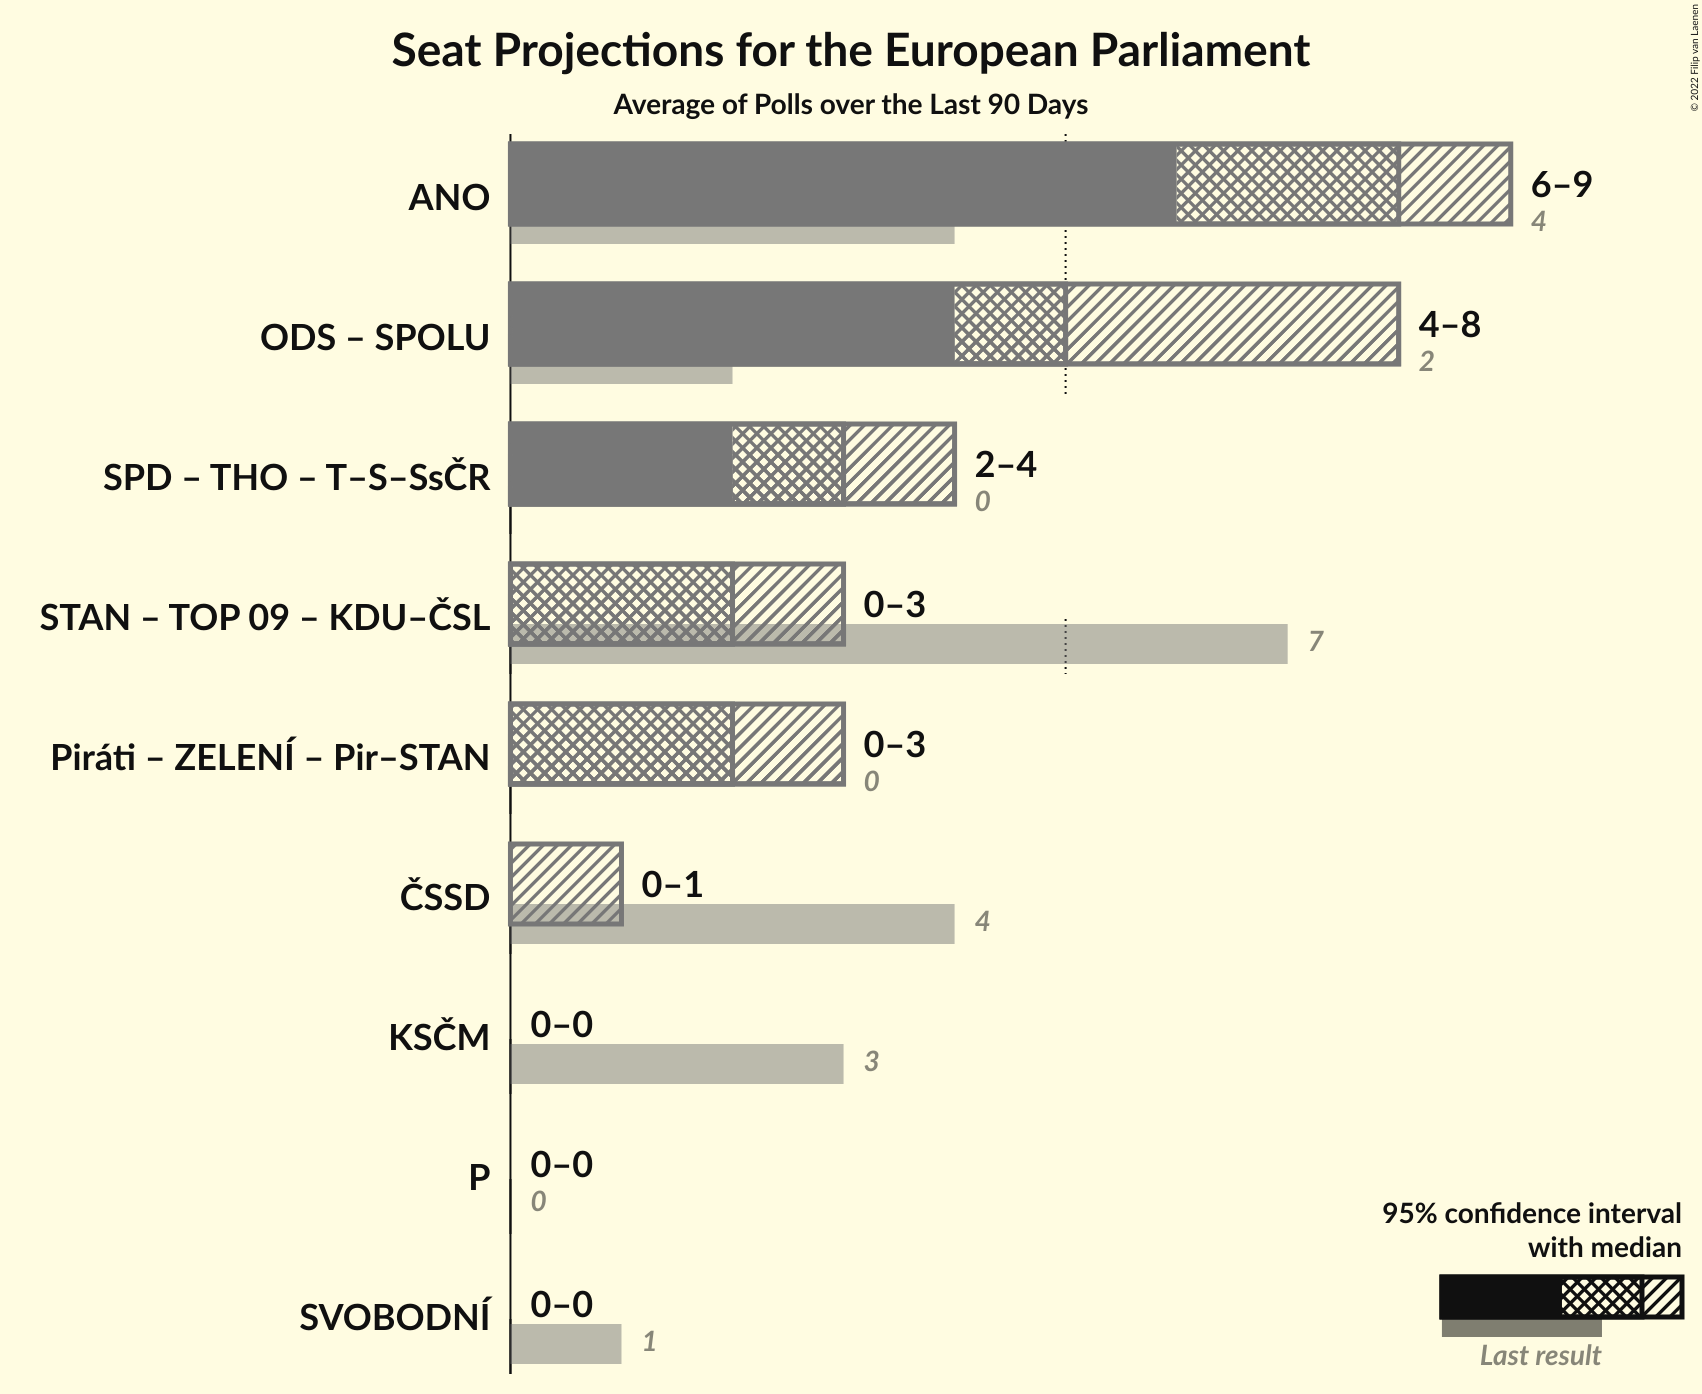 Seat Projections for the European Parliament
Average of Polls over the Last 90 Days
© 2022 Filip van Laenen
ANO
6–9
4
ODS – SPOLU
4–8
2
SPD – THO – T–S–SsČR
2–4
0
STAN – TOP 09 – KDU–ČSL
0–3
7
Piráti – ZELENÍ – Pir–STAN
0–3
0
ČSSD
0–1
4
KSČM
0–0
3
P
0–0
0
SVOBODNÍ
0–0
1
95% confidence interval
with median
Last result